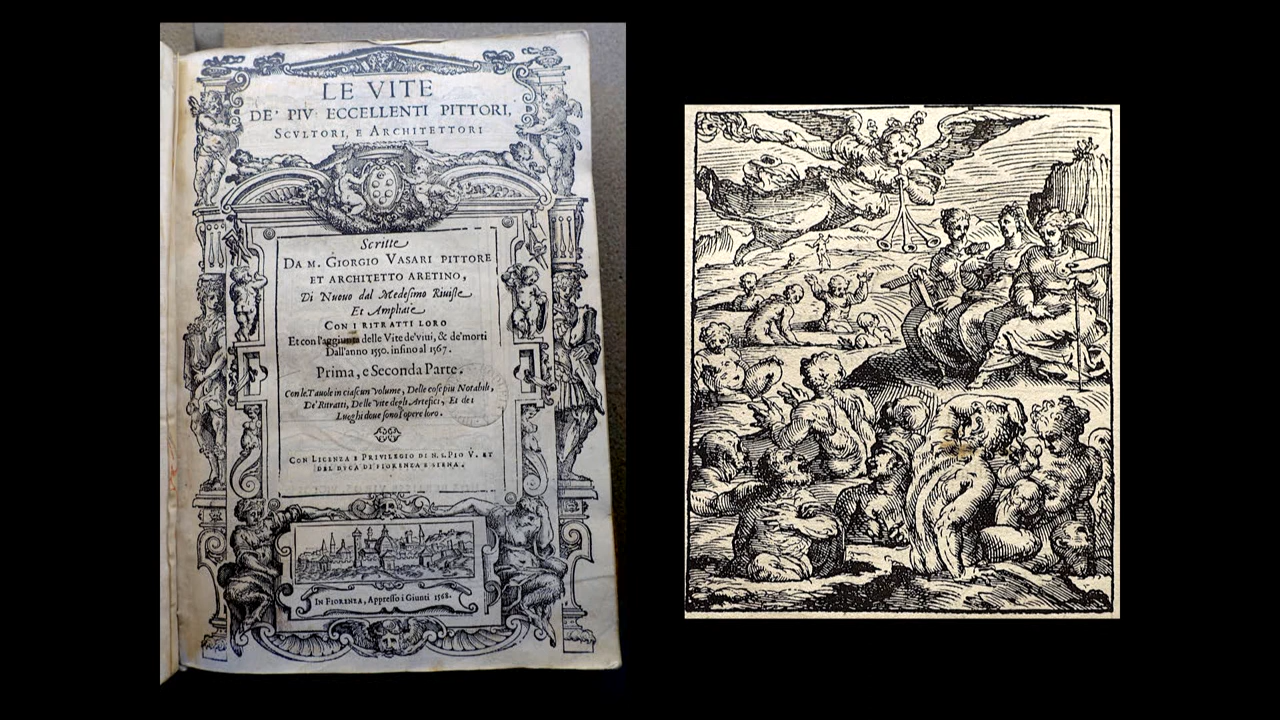 LE VITE
DE' PIV ECCELLENTI PITTORI,
SCVLTORI, E ARCHITETTORI
Scritte
DA M. GIORGIO VASARI PITTORE
ET ARCHITETTO ARETINO,
Di Nuouo dal Medesimo Riuiste
Et Ampliate
CON I RITRATTI LORO
Et con l'aggiunta delle Vite de' viui, & de' morti
Dall'anno 1550. infino al 1567.
Prima, e Seconda Parte.
Con le Tauole in ciascun volume, Delle cose piu Notabili,
De' Ritratti, Delle vite degli Artefici, Et dei
Luoghi doue sono l'opere loro.
CON LICENZA E PRIVILEGIO DI N. S. PIO V. ET
DEL DVCA DI FIORENZA E SIENA.
IN FIORENZA, Appresso i Giunti 1568.